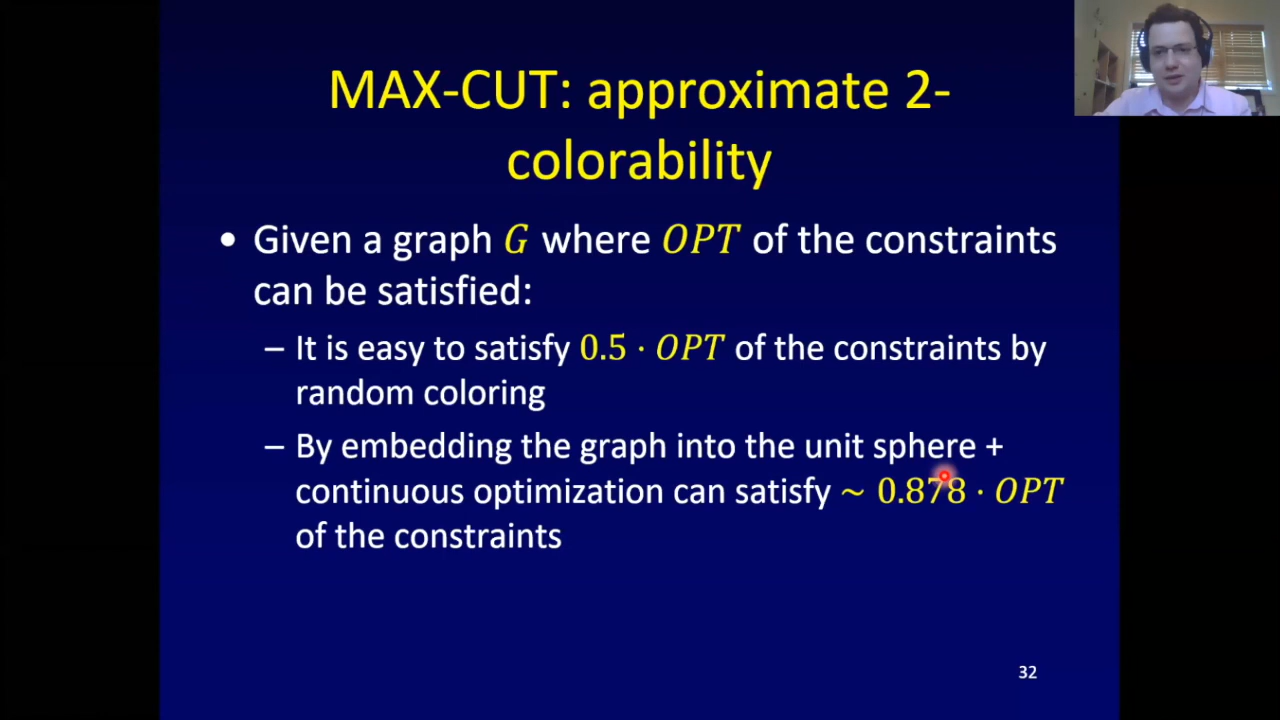 MAX-CUT: approximate 2-
colorability
• Given a graph G where OPT of the constraints
can be satisfied:
– It is easy to satisfy 0.5 · OPT of the constraints by
random coloring
– By embedding the graph into the unit sphere +
continuous optimization can satisfy ~ 0.878 · OPT
of the constraints
32